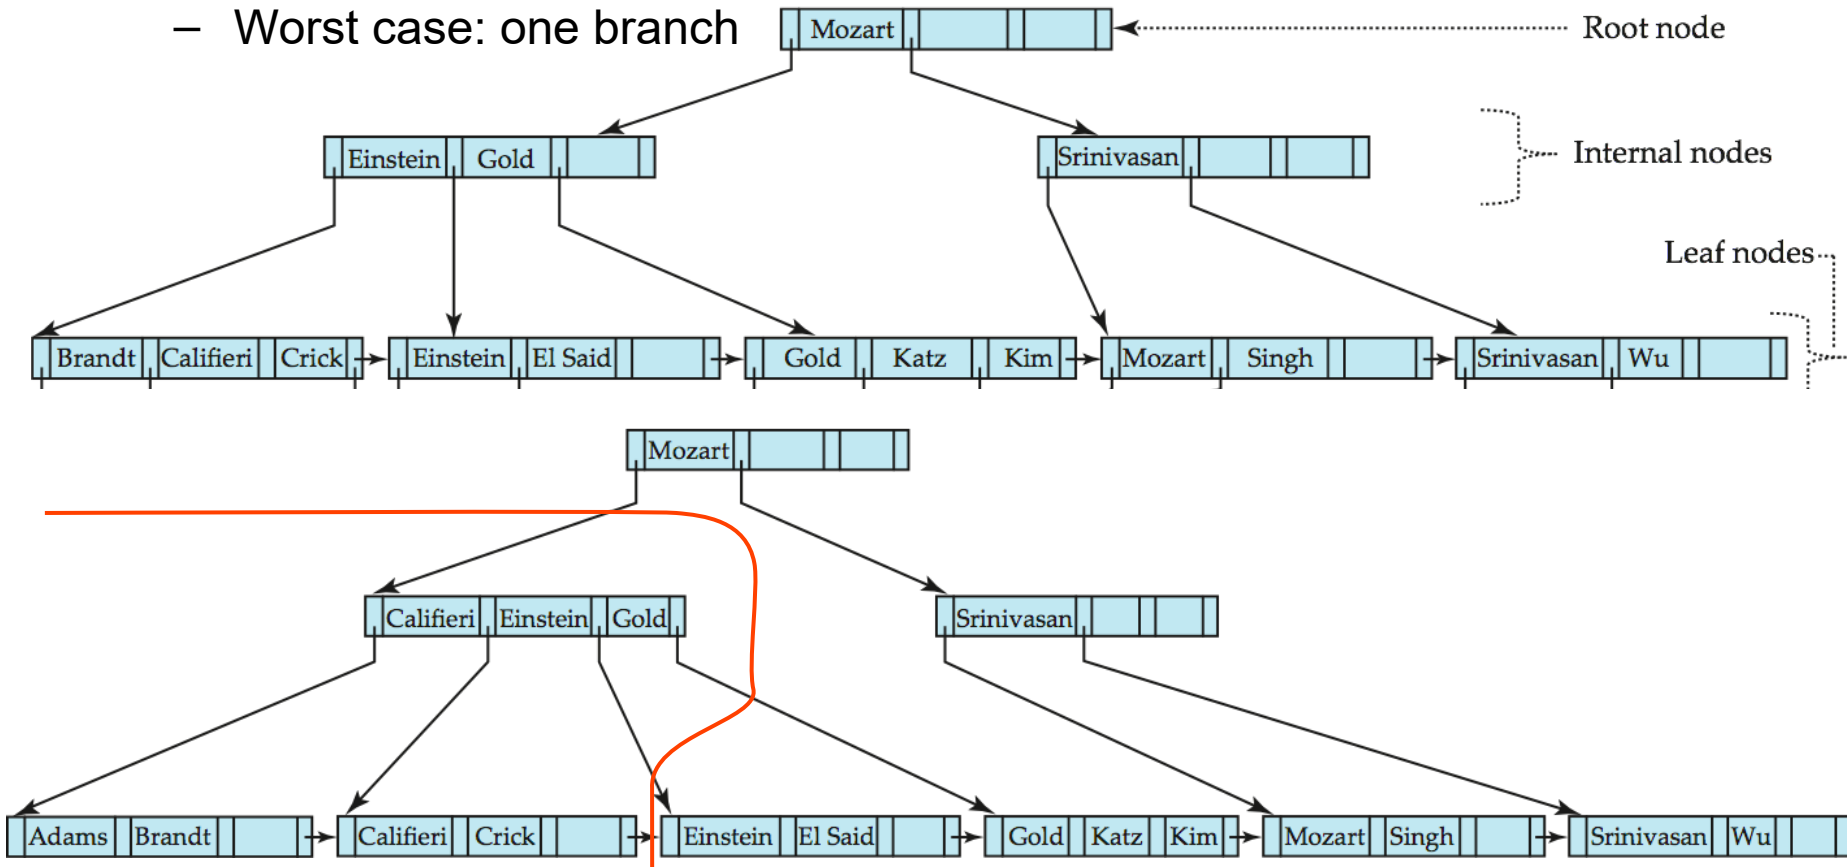 – Worst case: one branch
Mozart
Root node
Einstein Gold
Srinivasan
Internal nodes
Leaf nodes
Brandt Califieri Crick Einstein El Said Gold Katz Kim Mozart Singh Srinivasan Wu
Mozart
Califieri Einstein Gold
Srinivasan
Adams Brandt Califieri Crick Einstein El Said Gold Katz Kim Mozart Singh Srinivasan Wu